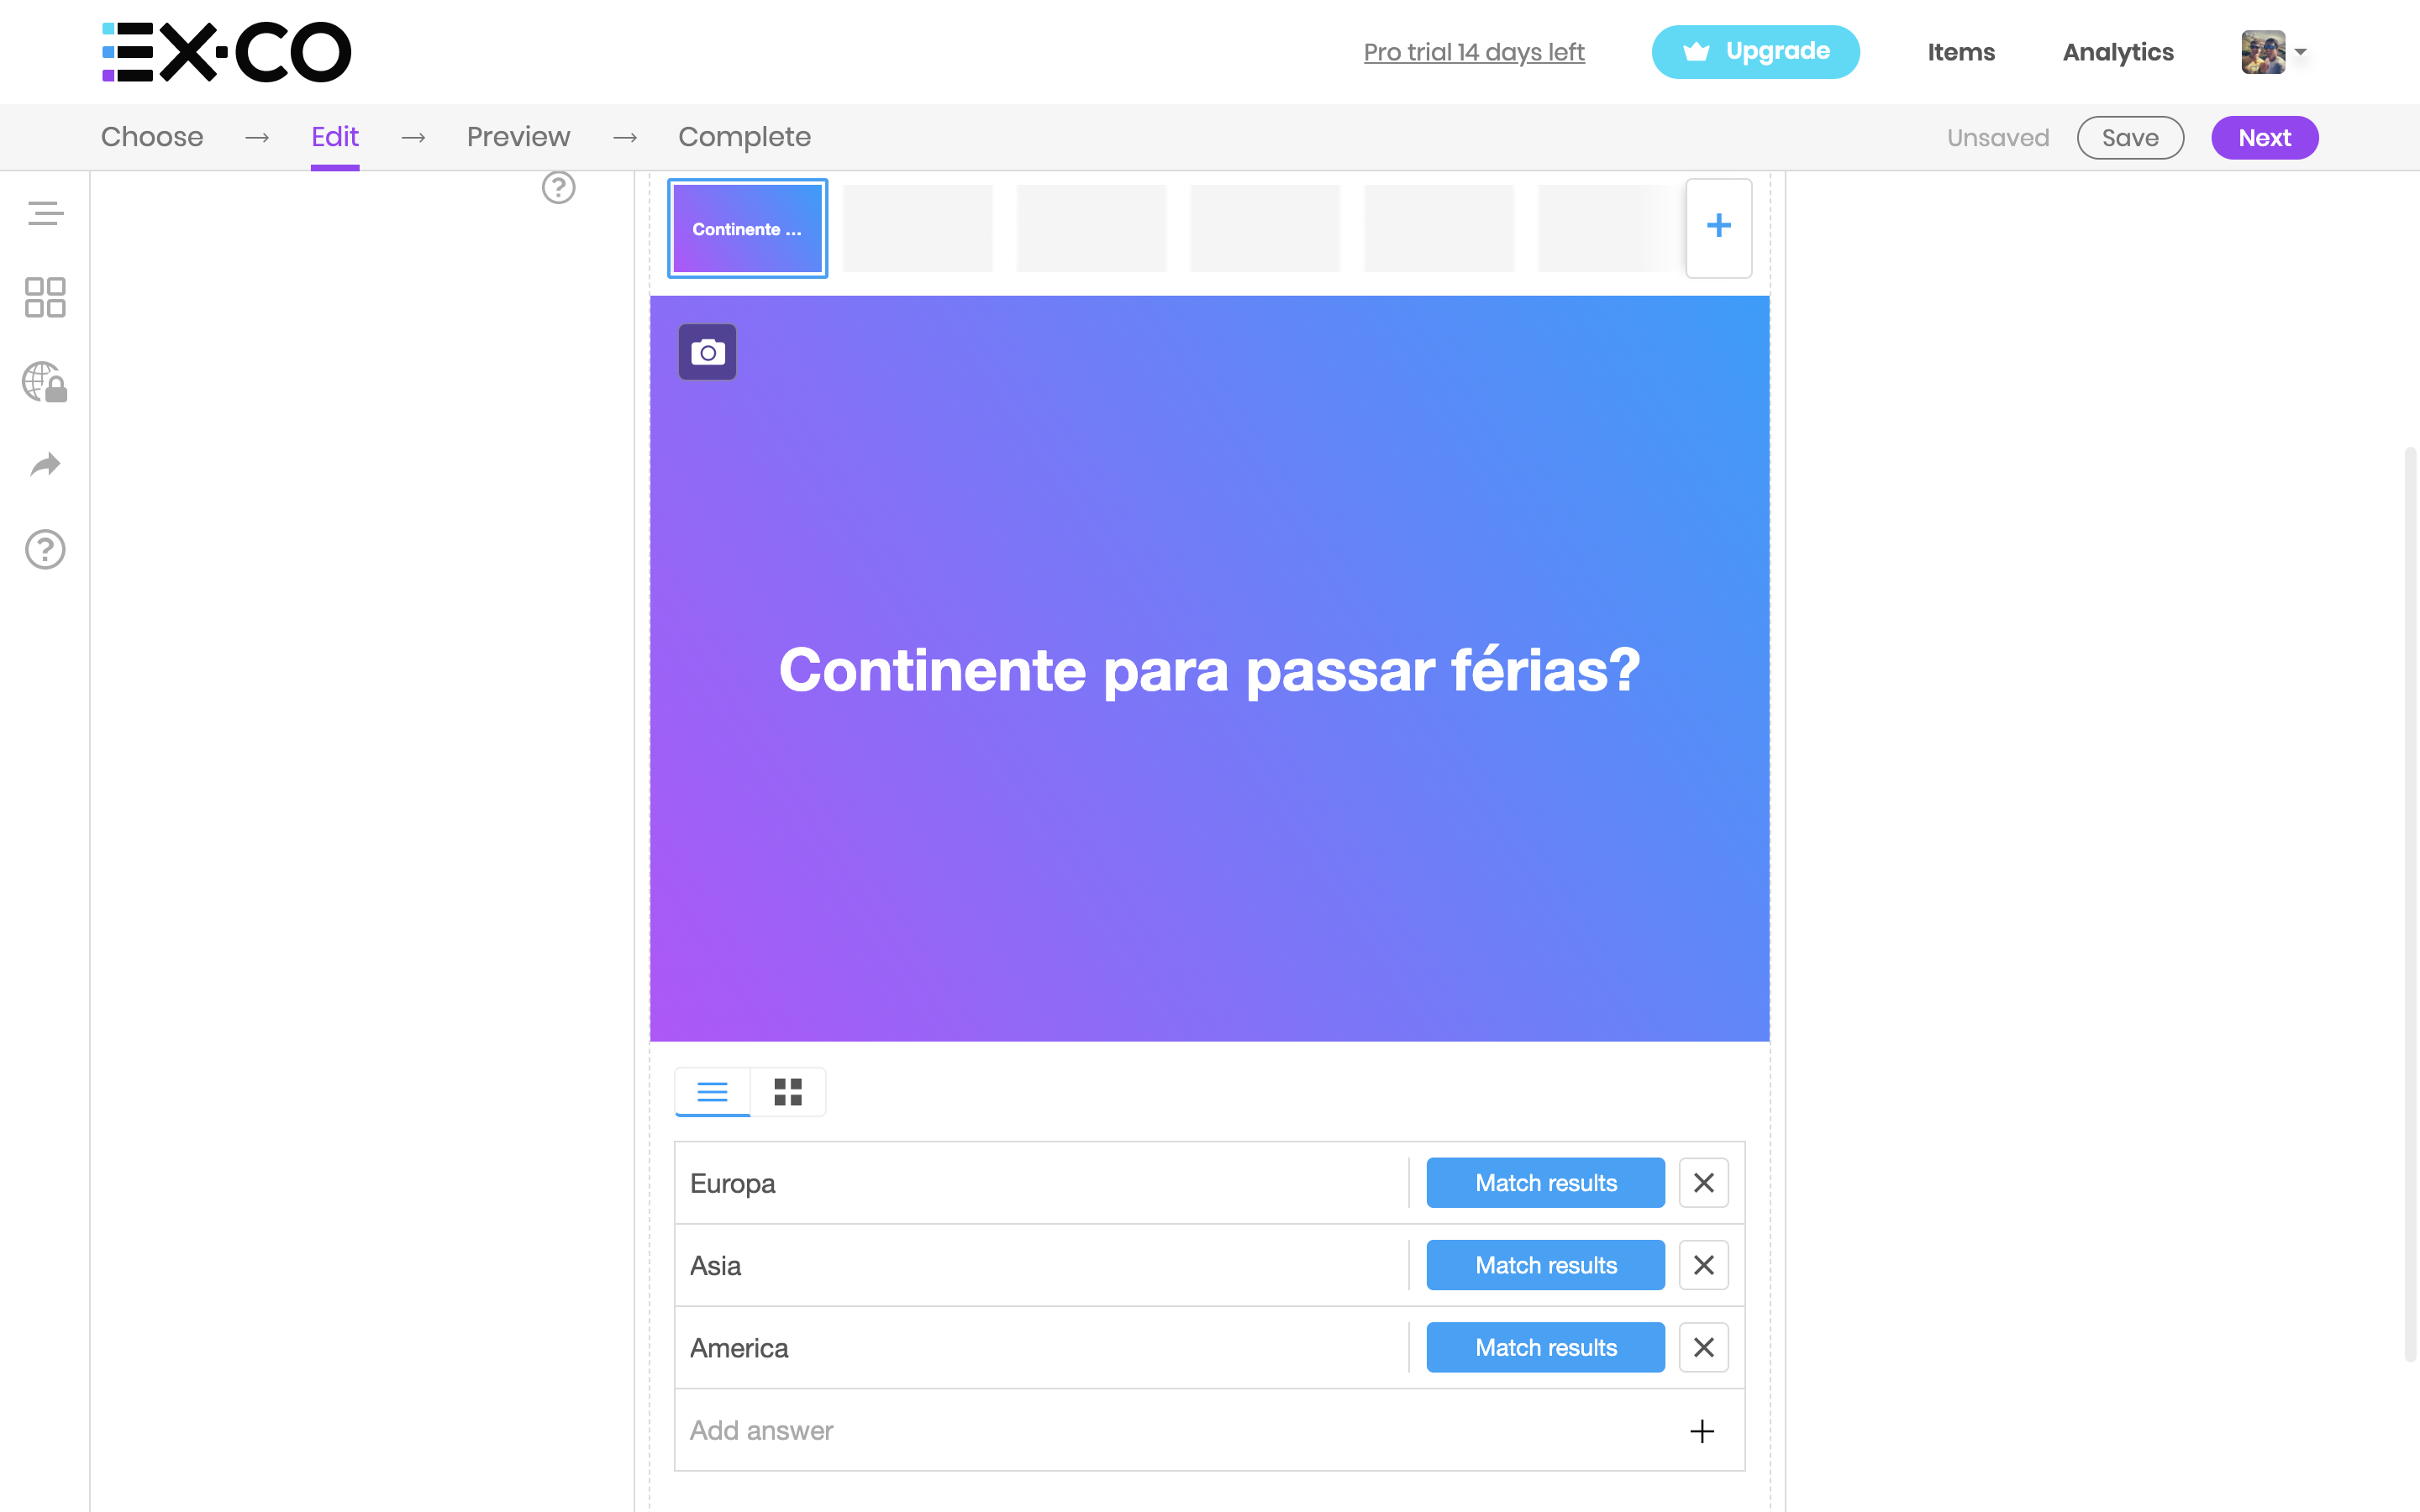 EX·CO
Pro trial 14 days left
Upgrade
Items
Analytics
Choose → Edit → Preview → Complete
Unsaved
Save
Next
?
Continente ...
+
Continente para passar férias?
?
Europa
Match results
Asia
Match results
America
Match results
Add answer